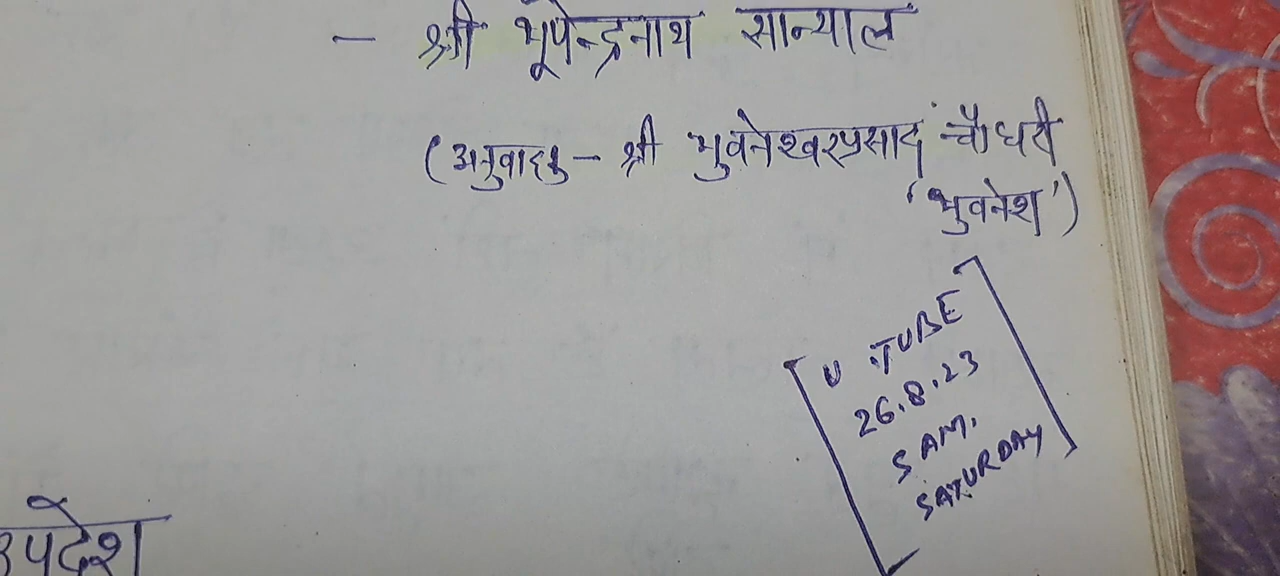 - श्री भूपेन्द्रनाथ सान्याल
(अनुवादक - श्री भुवनेश्वरप्रसाद चौधरी
'भुवनेश')
[U TUBE
26.8.23
5 AM.
SATURDAY]
उपदेश